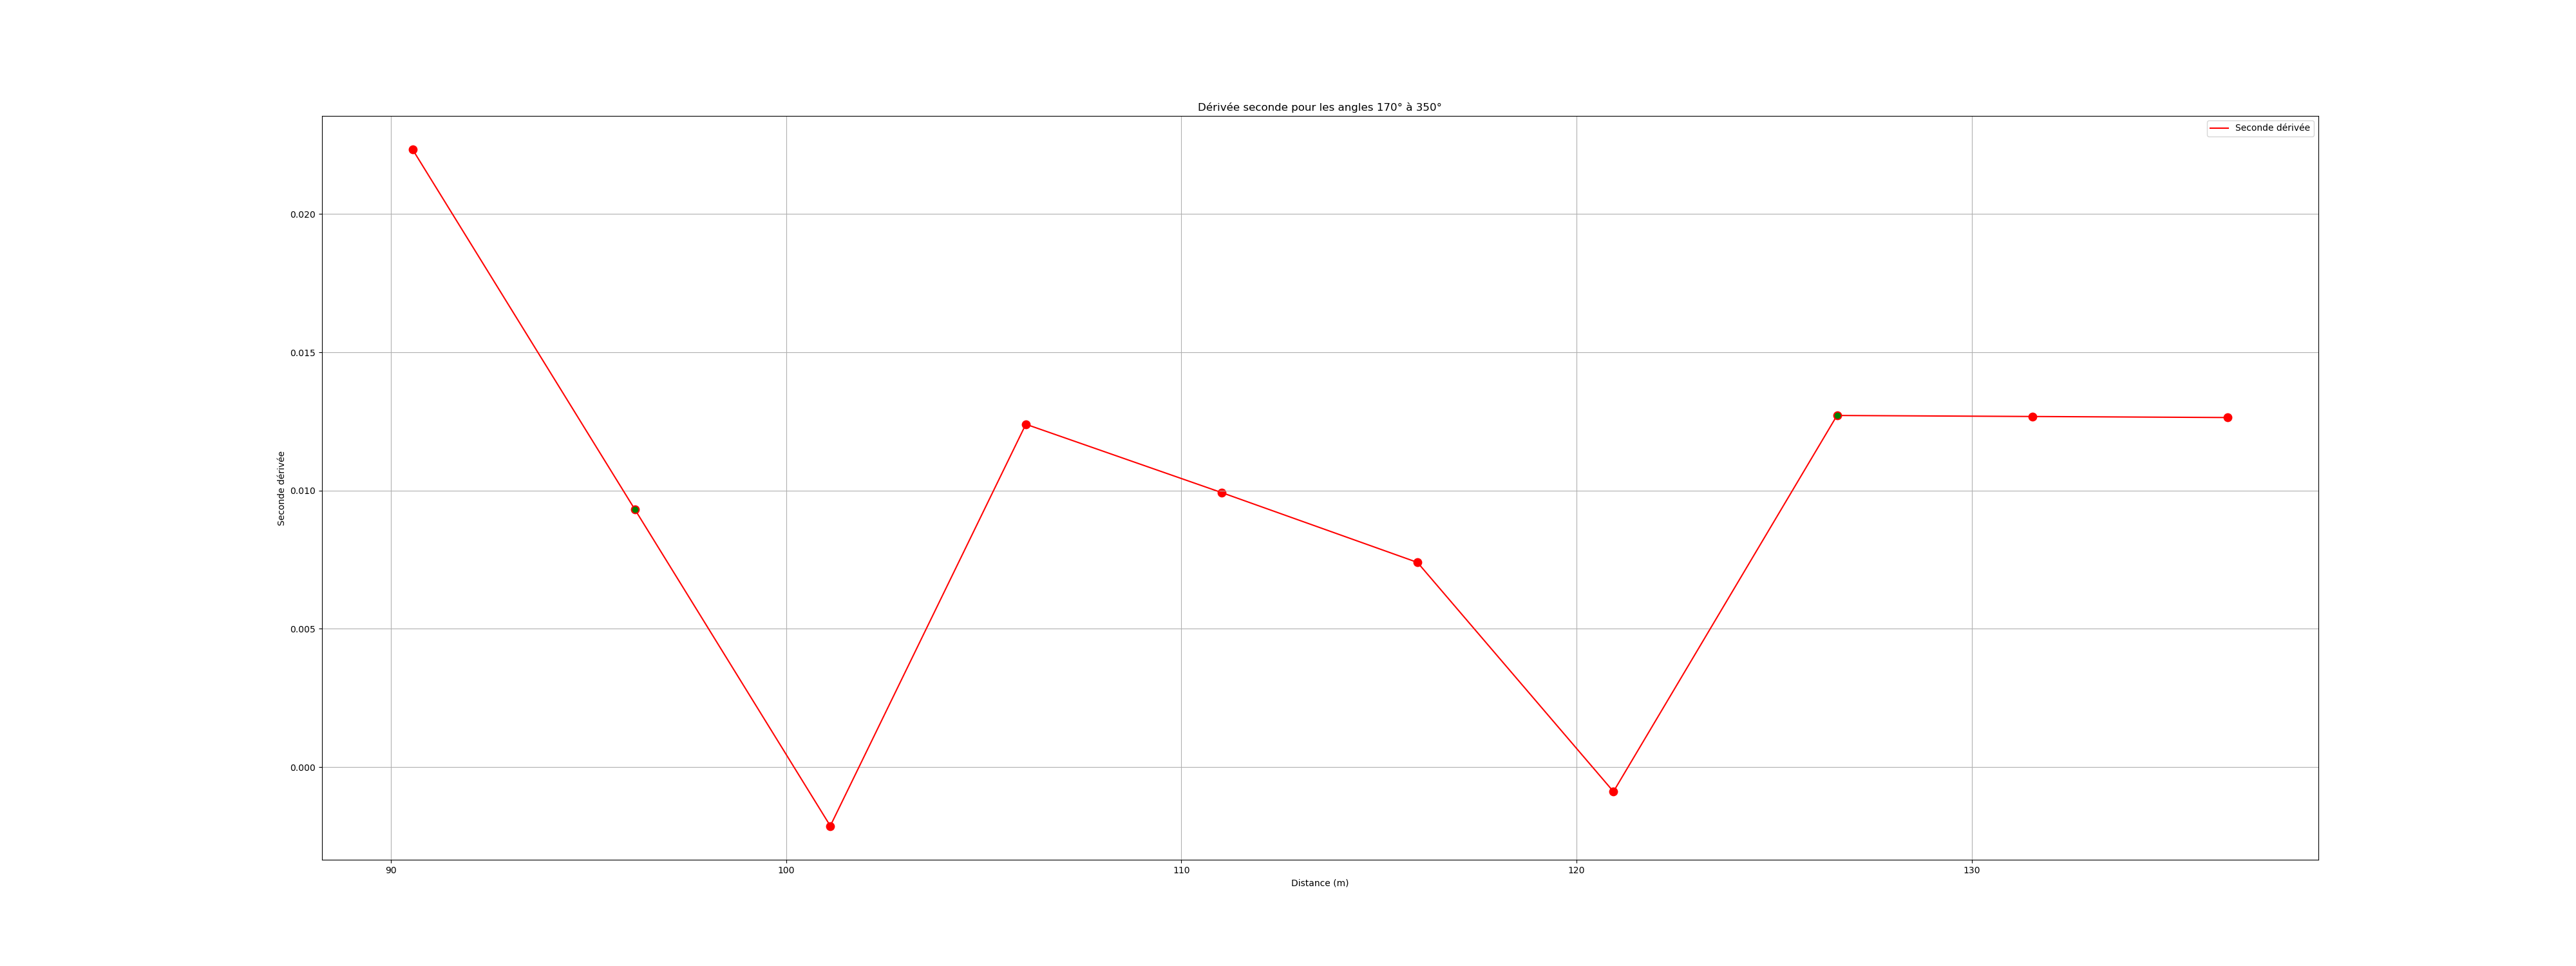 Dérivée seconde pour les angles 170° à 350°
Seconde dérivée
0.020
0.015
0.010
0.005
0.000
Seconde dérivée
90 100 110 120 130
Distance (m)